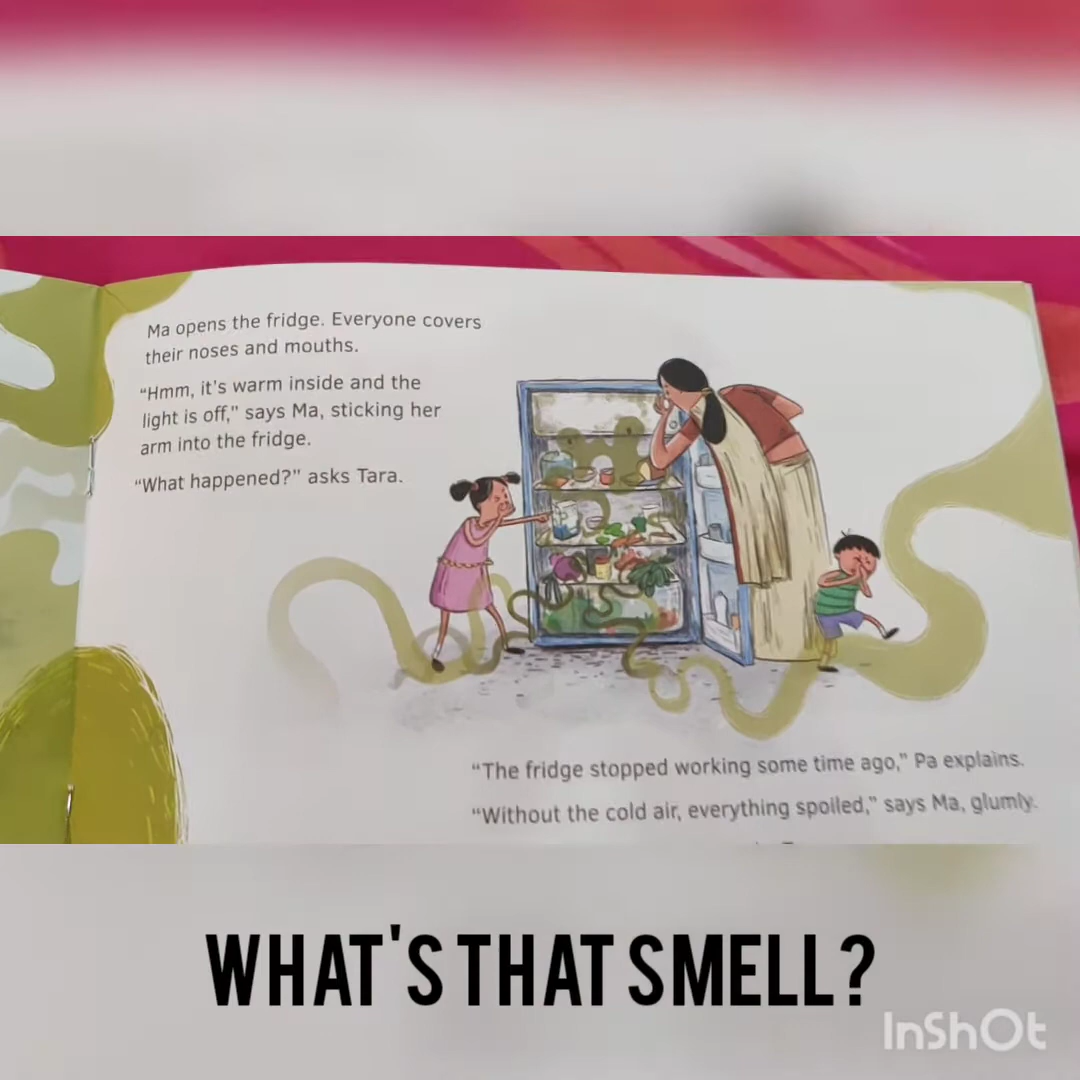 Ma opens the fridge. Everyone covers
their noses and mouths.
“Hmm, it's warm inside and the
light is off,” says Ma, sticking her
arm into the fridge.
“What happened?” asks Tara.
“The fridge stopped working some time ago,” Pa explains.
“Without the cold air, everything spoiled,” says Ma, glumly.
WHAT'S THAT SMELL?
InShOt